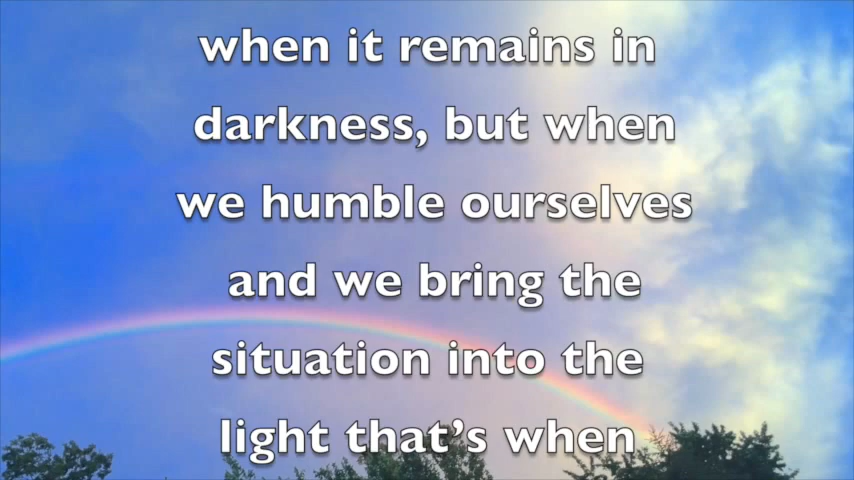 when it remains in
darkness, but when
we humble ourselves
and we bring the
situation into the
light that’s when